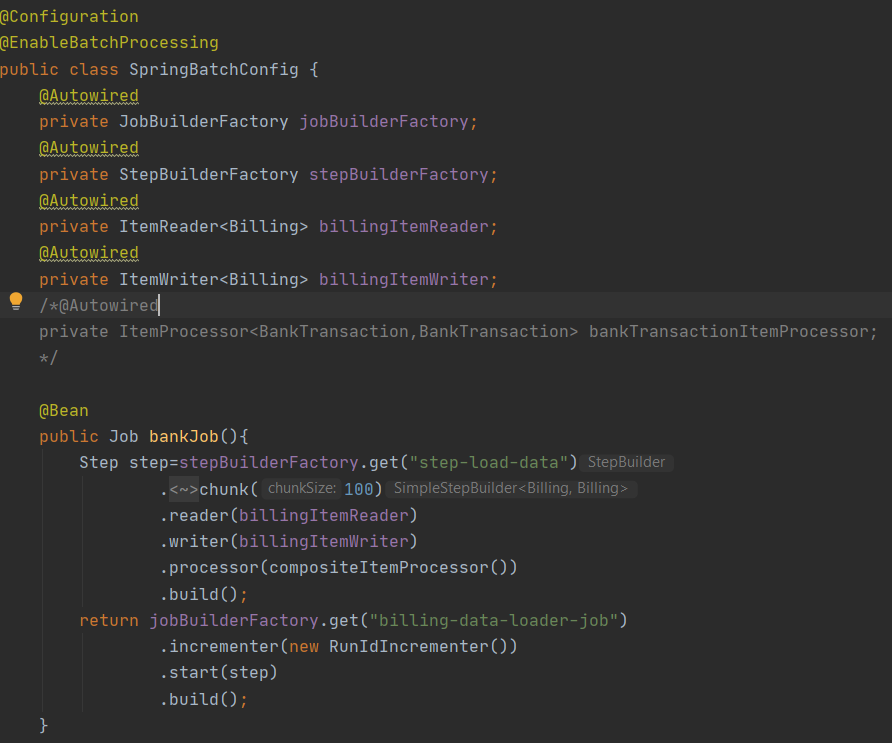 @Configuration
@EnableBatchProcessing
public class SpringBatchConfig {
    @Autowired
    private JobBuilderFactory jobBuilderFactory;
    @Autowired
    private StepBuilderFactory stepBuilderFactory;
    @Autowired
    private ItemReader<Billing> billingItemReader;
    @Autowired
    private ItemWriter<Billing> billingItemWriter;
    /*@Autowired
    private ItemProcessor<BankTransaction,BankTransaction> bankTransactionItemProcessor;
    */
    @Bean
    public Job bankJob(){
        Step step=stepBuilderFactory.get("step-load-data") StepBuilder
                .<~>chunk( chunkSize: 100) SimpleStepBuilder<Billing, Billing>
                .reader(billingItemReader)
                .writer(billingItemWriter)
                .processor(compositeItemProcessor())
                .build();
        return jobBuilderFactory.get("billing-data-loader-job")
                .incrementer(new RunIdIncrementer())
                .start(step)
                .build();
    }